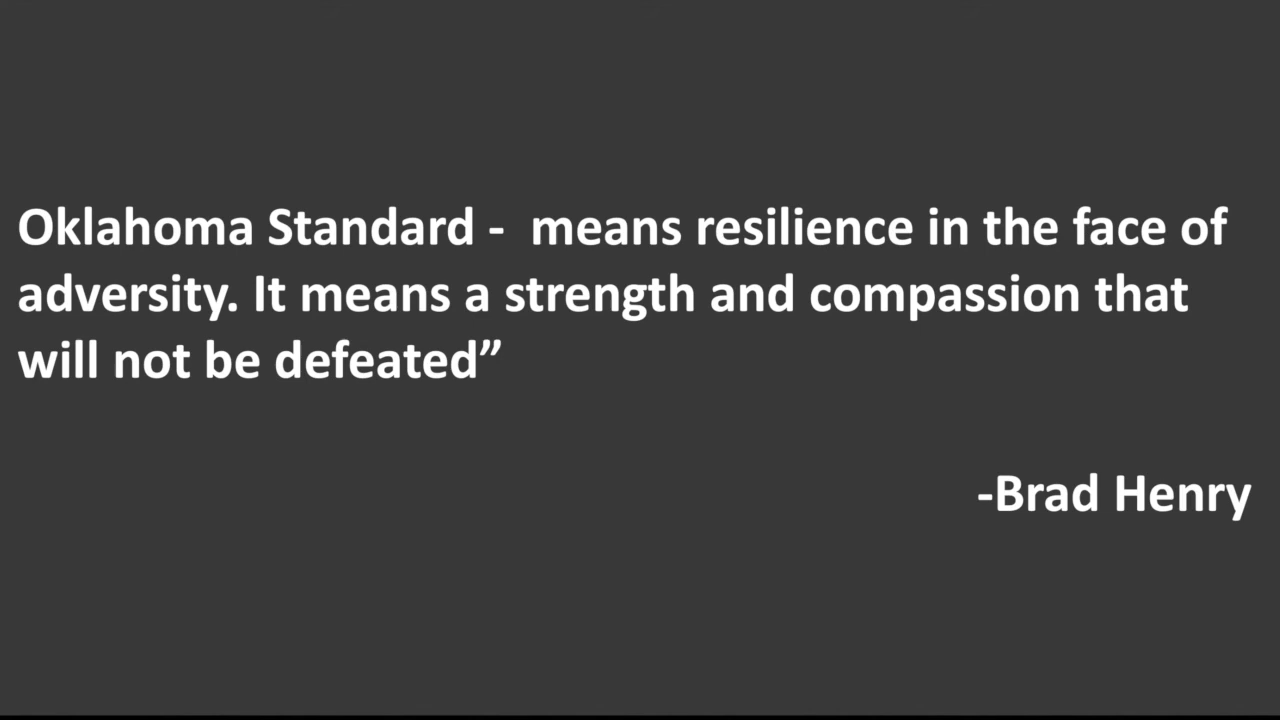 Oklahoma Standard -  means resilience in the face of
adversity. It means a strength and compassion that
will not be defeated”
-Brad Henry